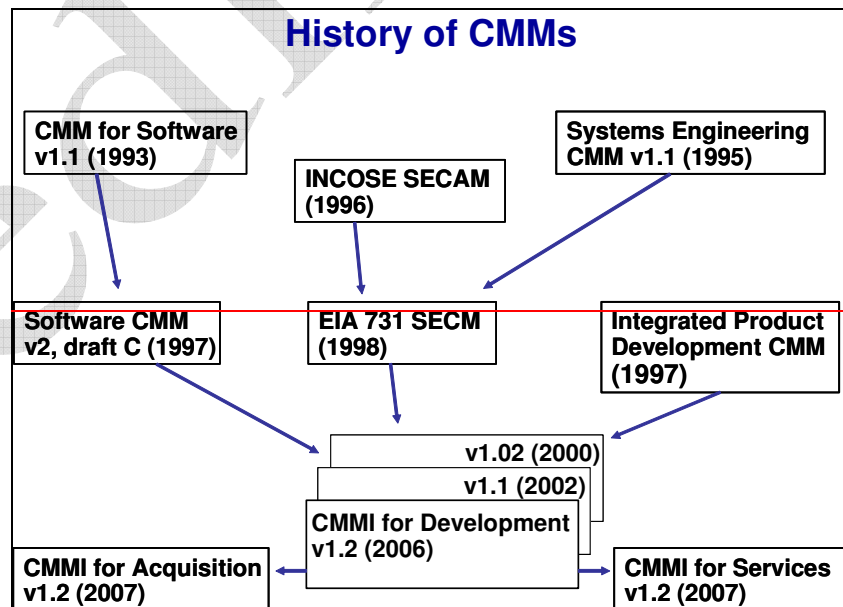 History of CMMs
CMM for Software
v1.1 (1993)
Systems Engineering
CMM v1.1 (1995)
INCOSE SECAM
(1996)
Software CMM
v2, draft C (1997)
EIA 731 SECM
(1998)
Integrated Product
Development CMM
(1997)
v1.02 (2000)
v1.1 (2002)
CMMI for Development
v1.2 (2006)
CMMI for Acquisition
v1.2 (2007)
CMMI for Services
v1.2 (2007)